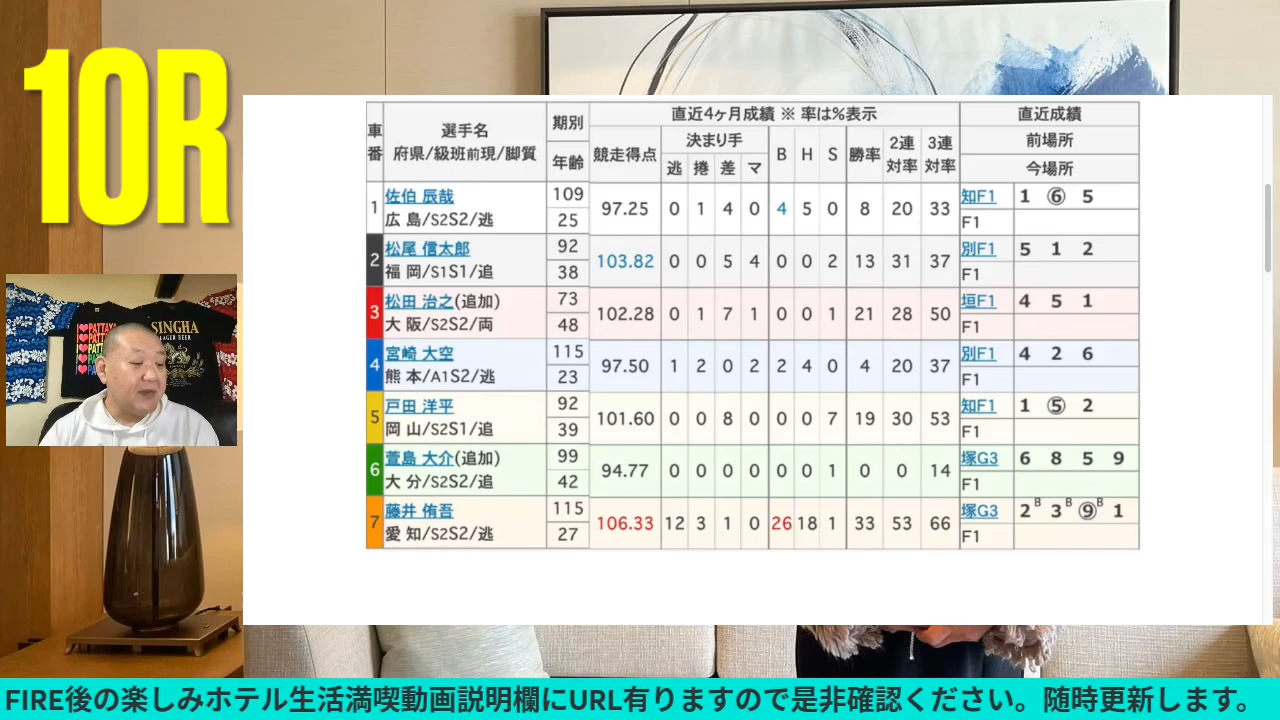 10R
車番 選手名 府県/級班前現/脚質 期別 年齢 直近4ヶ月成績 ※ 率は%表示 直近成績
競走得点 決まり手 B H S 勝率 2連対率 3連対率 前場所
逃 捲 差 マ 今場所
1 佐伯 辰哉 109 97.25 0 1 4 0 4 5 0 8 20 33 知F1 1 ⑥ 5
広 島/S2S2/逃 25 F1
2 松尾 信太郎 92 103.82 0 0 5 4 0 0 2 13 31 37 別F1 5 1 2
福 岡/S1S1/追 38 F1
3 松田 治之(追加) 73 102.28 0 1 7 1 0 0 1 21 28 50 垣F1 4 5 1
大 阪/S2S2/両 48 F1
4 宮崎 大空 115 97.50 1 2 0 2 2 4 0 4 20 37 別F1 4 2 6
熊 本/A1S2/逃 23 F1
5 戸田 洋平 92 101.60 0 0 8 0 0 0 7 19 30 53 知F1 1 ⑤ 2
岡 山/S2S1/追 39 F1
6 萱島 大介(追加) 99 94.77 0 0 0 0 0 0 1 0 0 14 塚G3 6 8 5 9
大 分/S2S2/追 42 F1
7 藤井 侑吾 115 106.33 12 3 1 0 26 18 1 33 53 66 塚G3 2B 3B ⑨B 1
愛 知/S2S2/逃 27 F1
SINGHA
LAGER BEER
FIRE後の楽しみホテル生活満喫動画説明欄にURL有りますので是非確認ください。随時更新します。